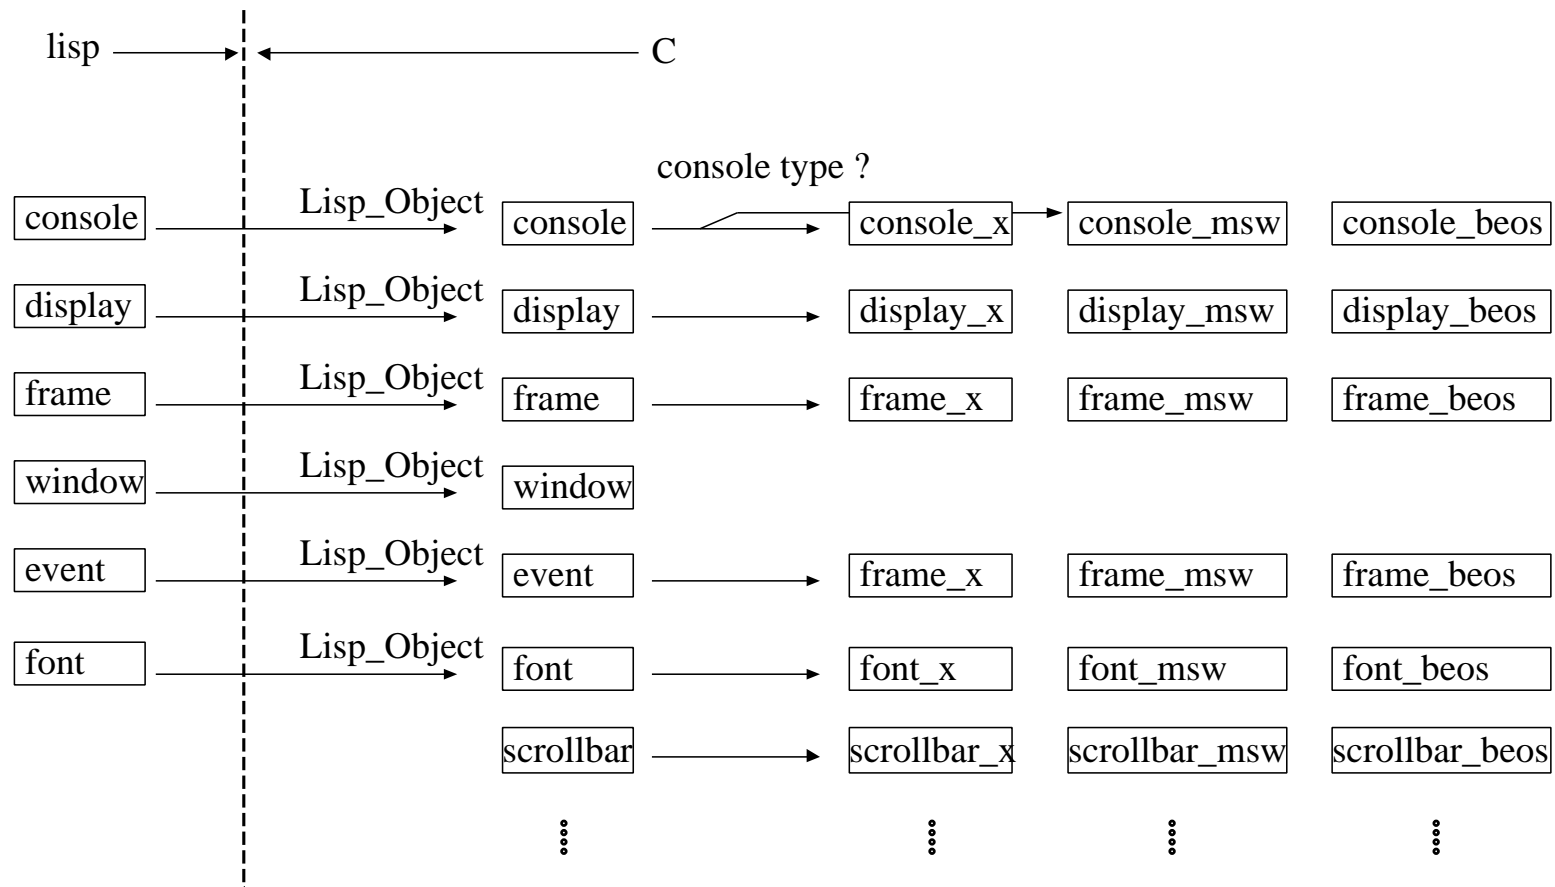 lisp C
console type ?
console Lisp_Object console console_x console_msw console_beos
display Lisp_Object display display_x display_msw display_beos
frame Lisp_Object frame frame_x frame_msw frame_beos
window Lisp_Object window
event Lisp_Object event frame_x frame_msw frame_beos
font Lisp_Object font font_x font_msw font_beos
scrollbar scrollbar_x scrollbar_msw scrollbar_beos